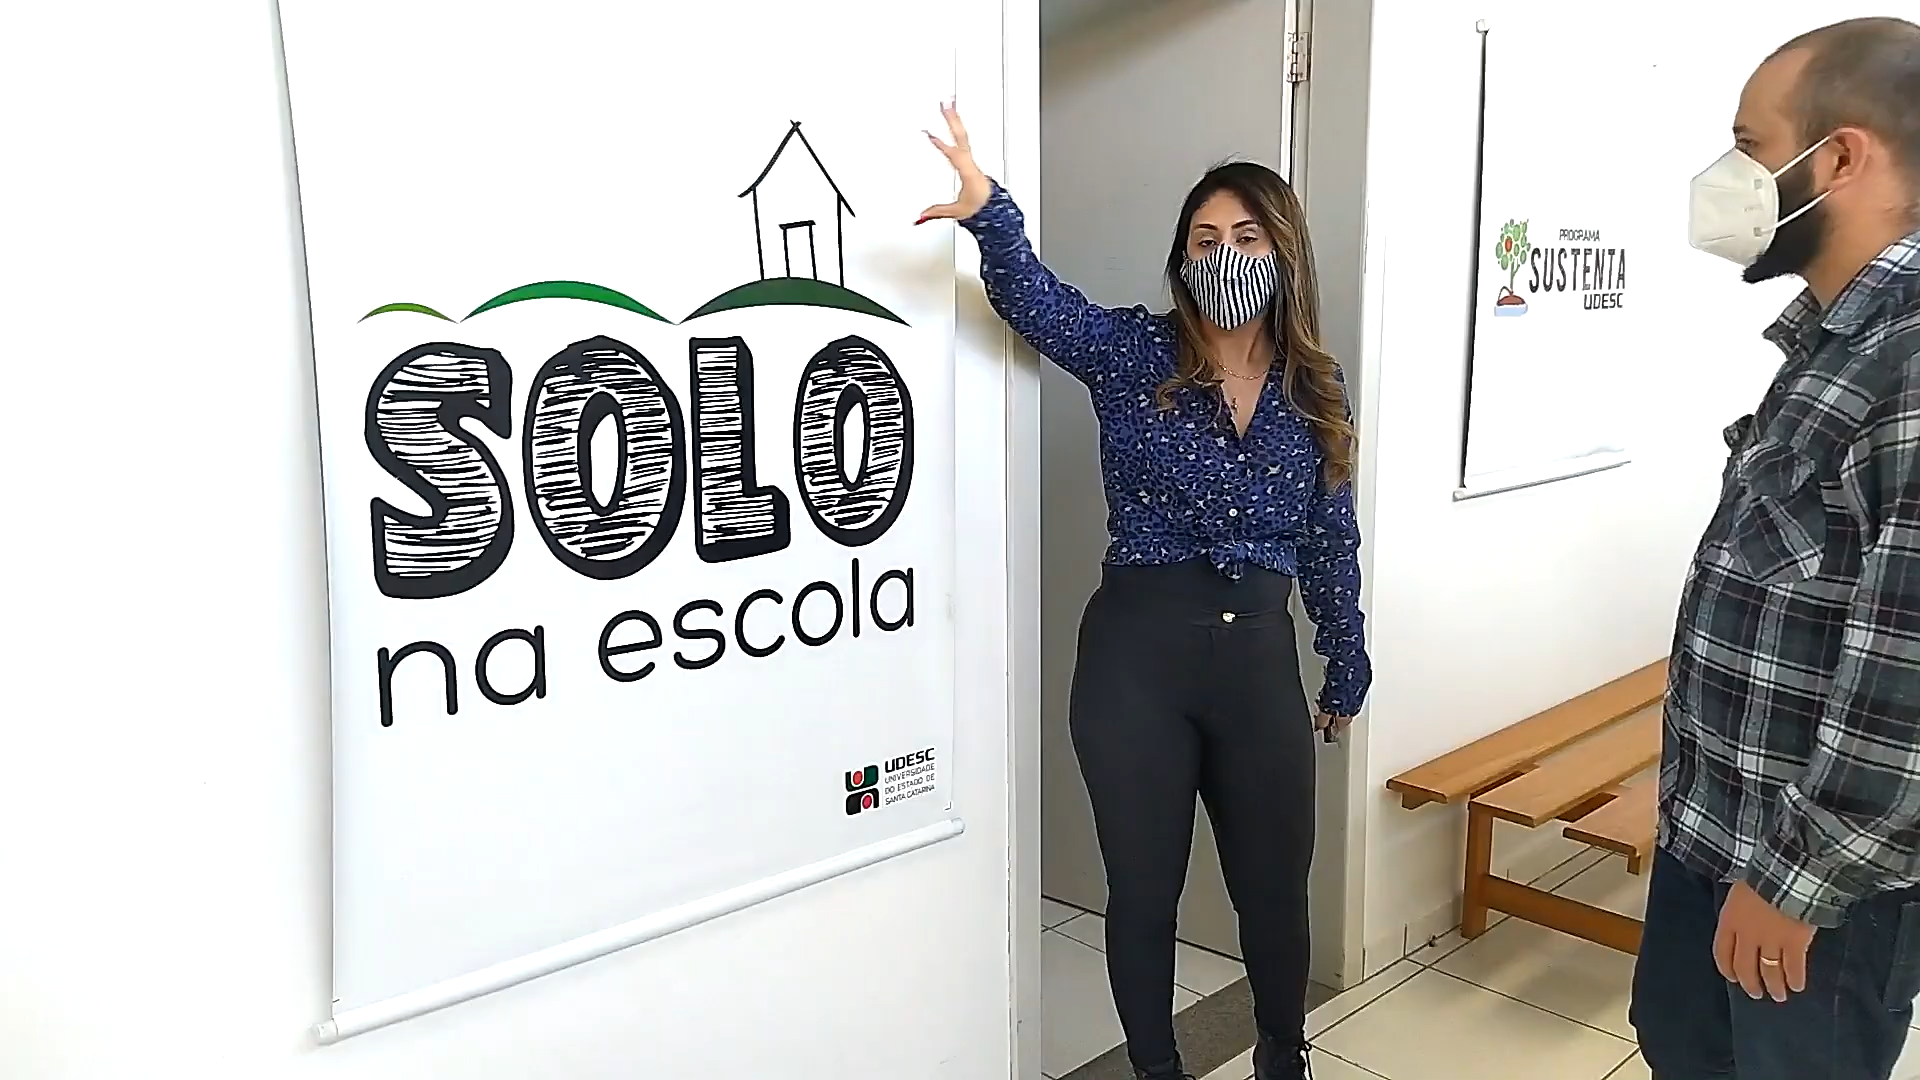 SOLO
na escola
UDESC
UNIVERSIDADE
DO ESTADO DE
SANTA CATARINA
PROGRAMA
SUSTENTA
UDESC